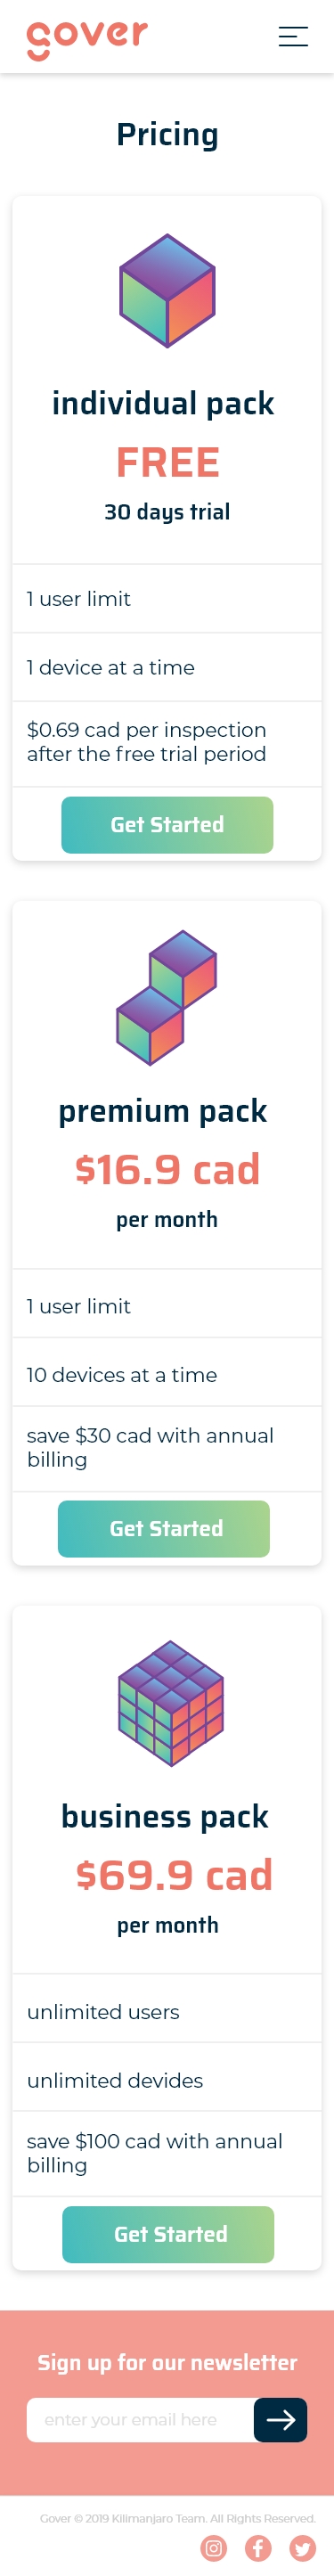 gover
Pricing
individual pack
FREE
30 days trial
1 user limit
1 device at a time
$0.69 cad per inspection
after the free trial period
Get Started
premium pack
$16.9 cad
per month
1 user limit
10 devices at a time
save $30 cad with annual
billing
Get Started
business pack
$69.9 cad
per month
unlimited users
unlimited devides
save $100 cad with annual
billing
Get Started
Sign up for our newsletter
enter your email here
Gover © 2019 Kilimanjaro Team. All Rights Reserved.